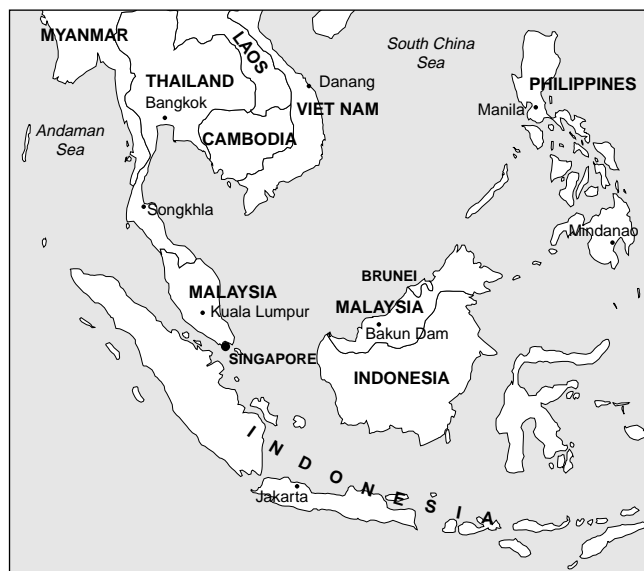 MYANMAR
LAOS
South China
Sea
THAILAND
Bangkok
Danang
PHILIPPINES
VIET NAM
Manila
Andaman
Sea
CAMBODIA
Songkhla
Mindanao
BRUNEI
MALAYSIA
Kuala Lumpur
MALAYSIA
Bakun Dam
SINGAPORE
INDONESIA
INDONESIA
Jakarta